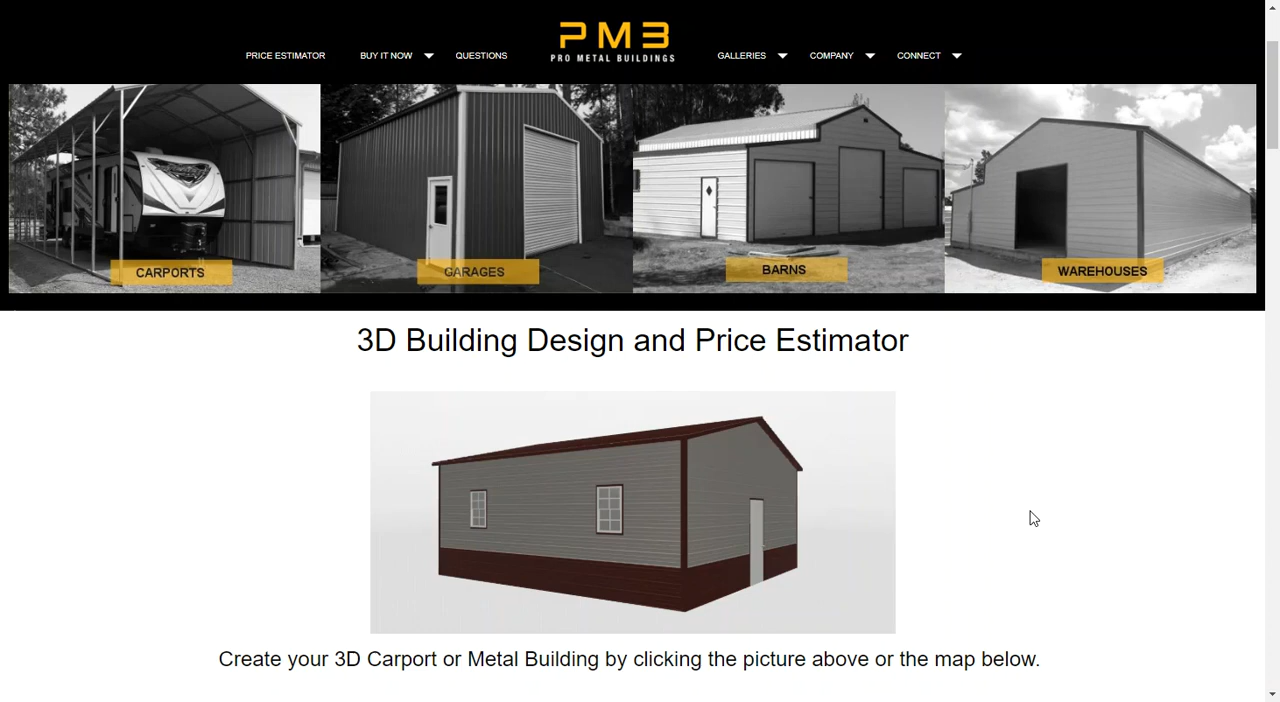 PMB
PRO METAL BUILDINGS
PRICE ESTIMATOR
BUY IT NOW
QUESTIONS
GALLERIES
COMPANY
CONNECT
CARPORTS
GARAGES
BARNS
WAREHOUSES
3D Building Design and Price Estimator
Create your 3D Carport or Metal Building by clicking the picture above or the map below.